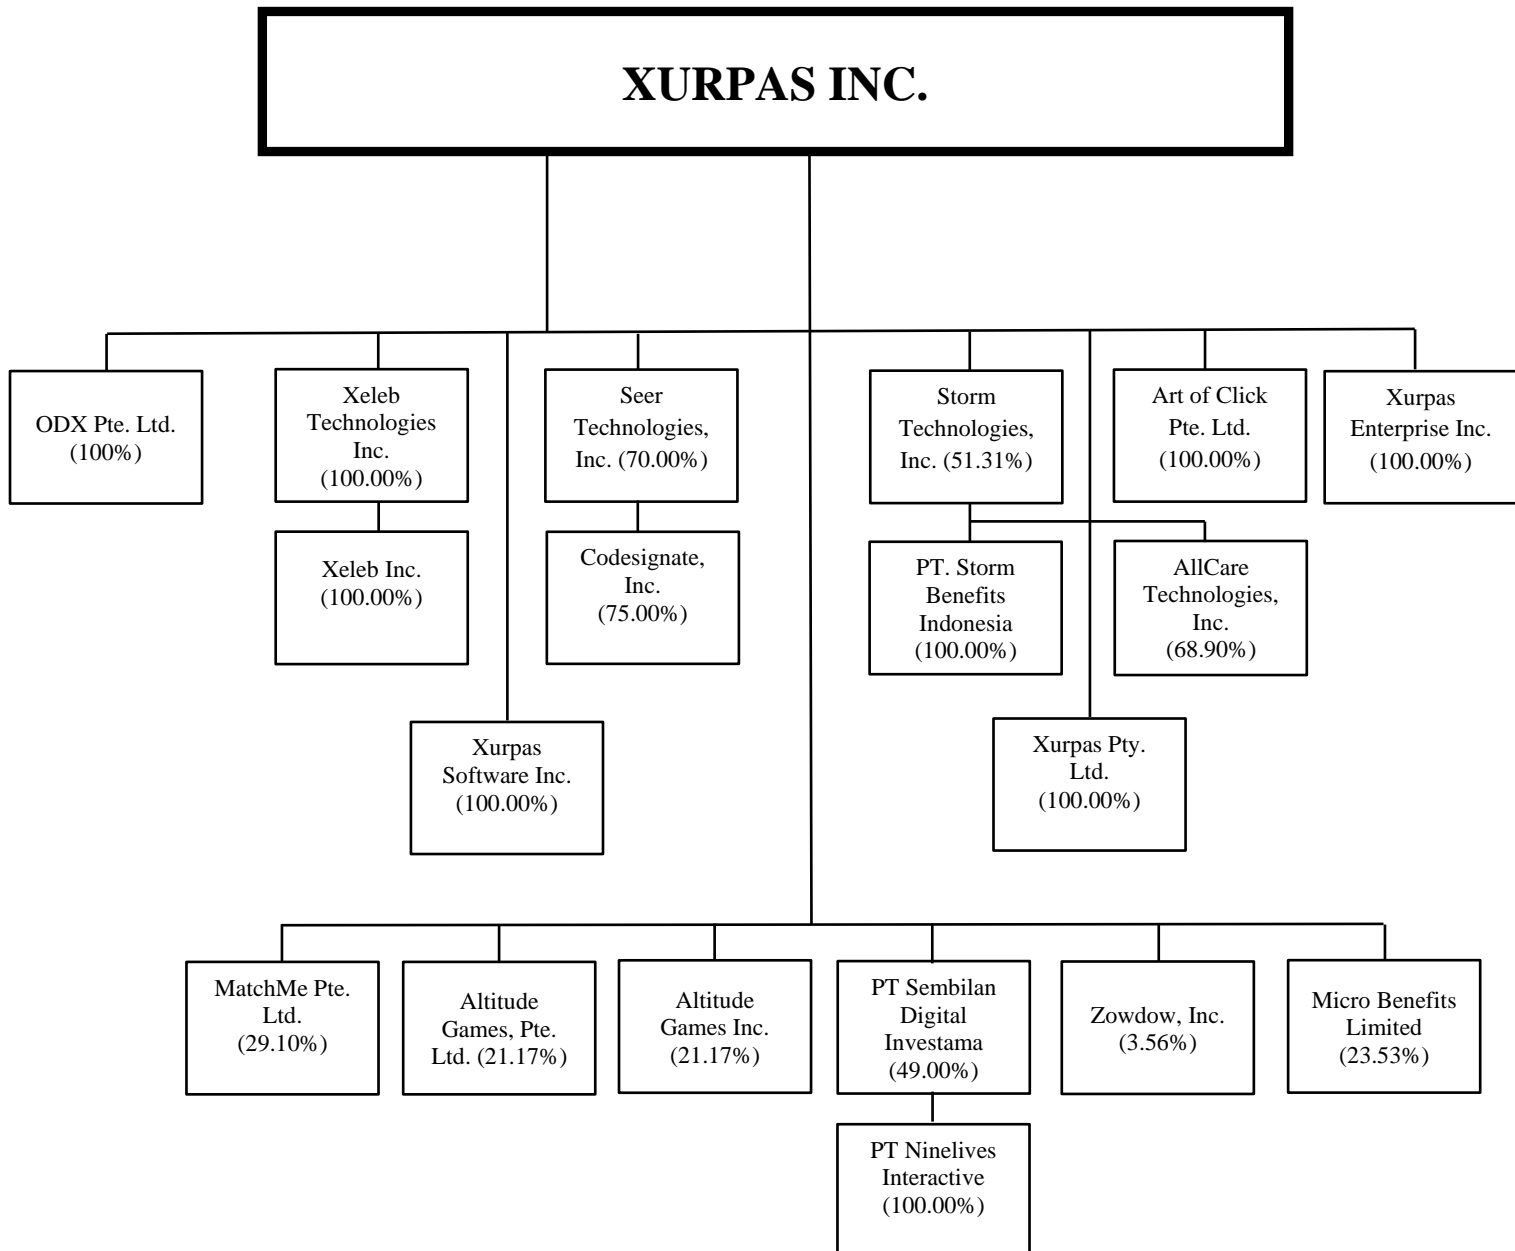 XURPAS INC.
ODX Pte. Ltd.
(100%)
Xeleb
Technologies
Inc.
(100.00%)
Seer
Technologies,
Inc. (70.00%)
Storm
Technologies,
Inc. (51.31%)
Art of Click
Pte. Ltd.
(100.00%)
Xurpas
Enterprise Inc.
(100.00%)
Xeleb Inc.
(100.00%)
Codesignate,
Inc.
(75.00%)
PT. Storm
Benefits
Indonesia
(100.00%)
AllCare
Technologies,
Inc.
(68.90%)
Xurpas
Software Inc.
(100.00%)
Xurpas Pty.
Ltd.
(100.00%)
MatchMe Pte.
Ltd.
(29.10%)
Altitude
Games, Pte.
Ltd. (21.17%)
Altitude
Games Inc.
(21.17%)
PT Sembilan
Digital
Investama
(49.00%)
Zowdow, Inc.
(3.56%)
Micro Benefits
Limited
(23.53%)
PT Ninelives
Interactive
(100.00%)